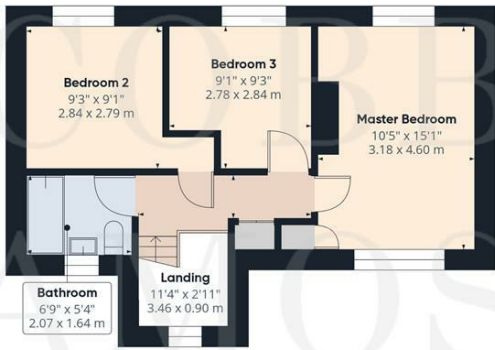 COBB
Bedroom 2
9'3" x 9'1"
2.84 x 2.79 m
Bedroom 3
9'1" x 9'3"
2.78 x 2.84 m
Master Bedroom
10'5" x 15'1"
3.18 x 4.60 m
Landing
11'4" x 2'11"
3.46 x 0.90 m
Bathroom
6'9" x 5'4"
2.07 x 1.64 m
AMOS